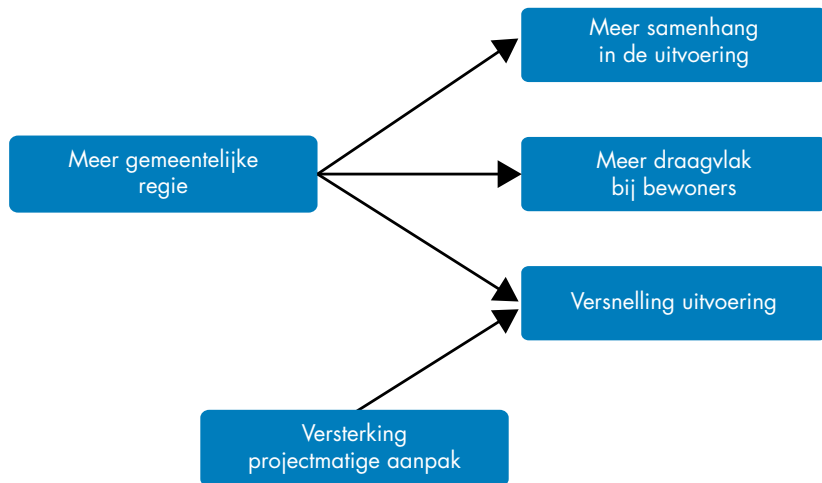 Meer samenhang
in de uitvoering
Meer gemeentelijke
regie
Meer draagvlak
bij bewoners
Versnelling uitvoering
Versterking
projectmatige aanpak